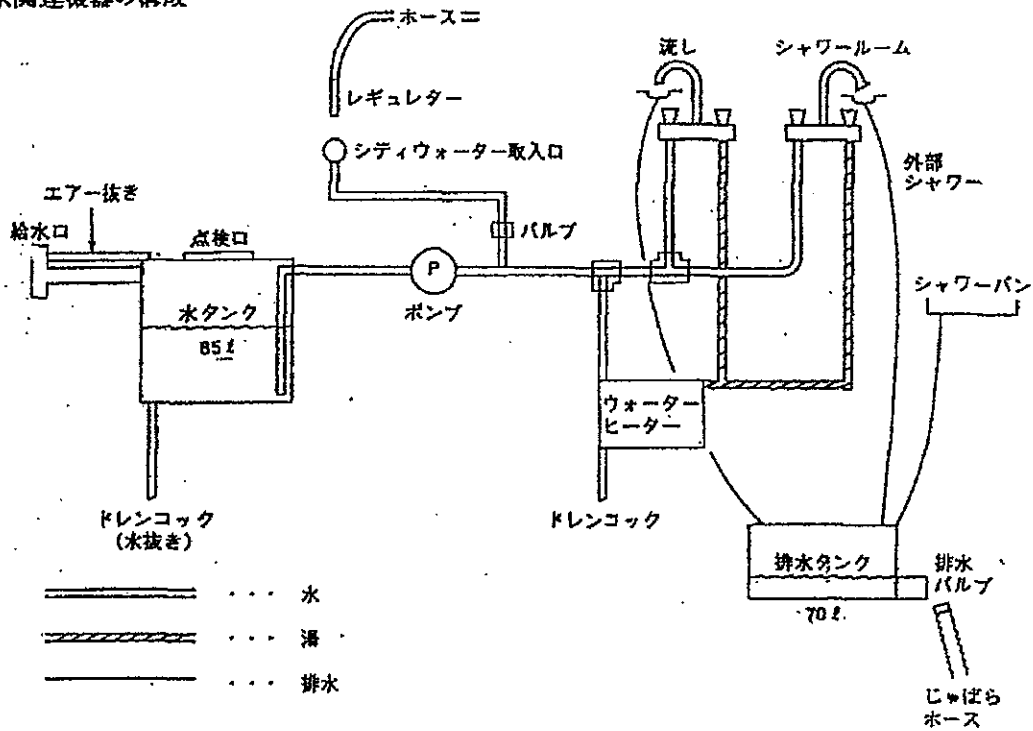 ホース
流し
シャワールーム
レギュレター
シティウォーター取入口
外部
シャワー
エアー抜き
給水口
点検口
バルブ
シャワーパン
P
ポンプ
水タンク
85ℓ
ウォーター
ヒーター
ドレンコック
(水抜き)
ドレンコック
排水タンク
排水
バルブ
70ℓ.
・・・ 水
・・・ 湯
・・・ 排水
じゃばら
ホース